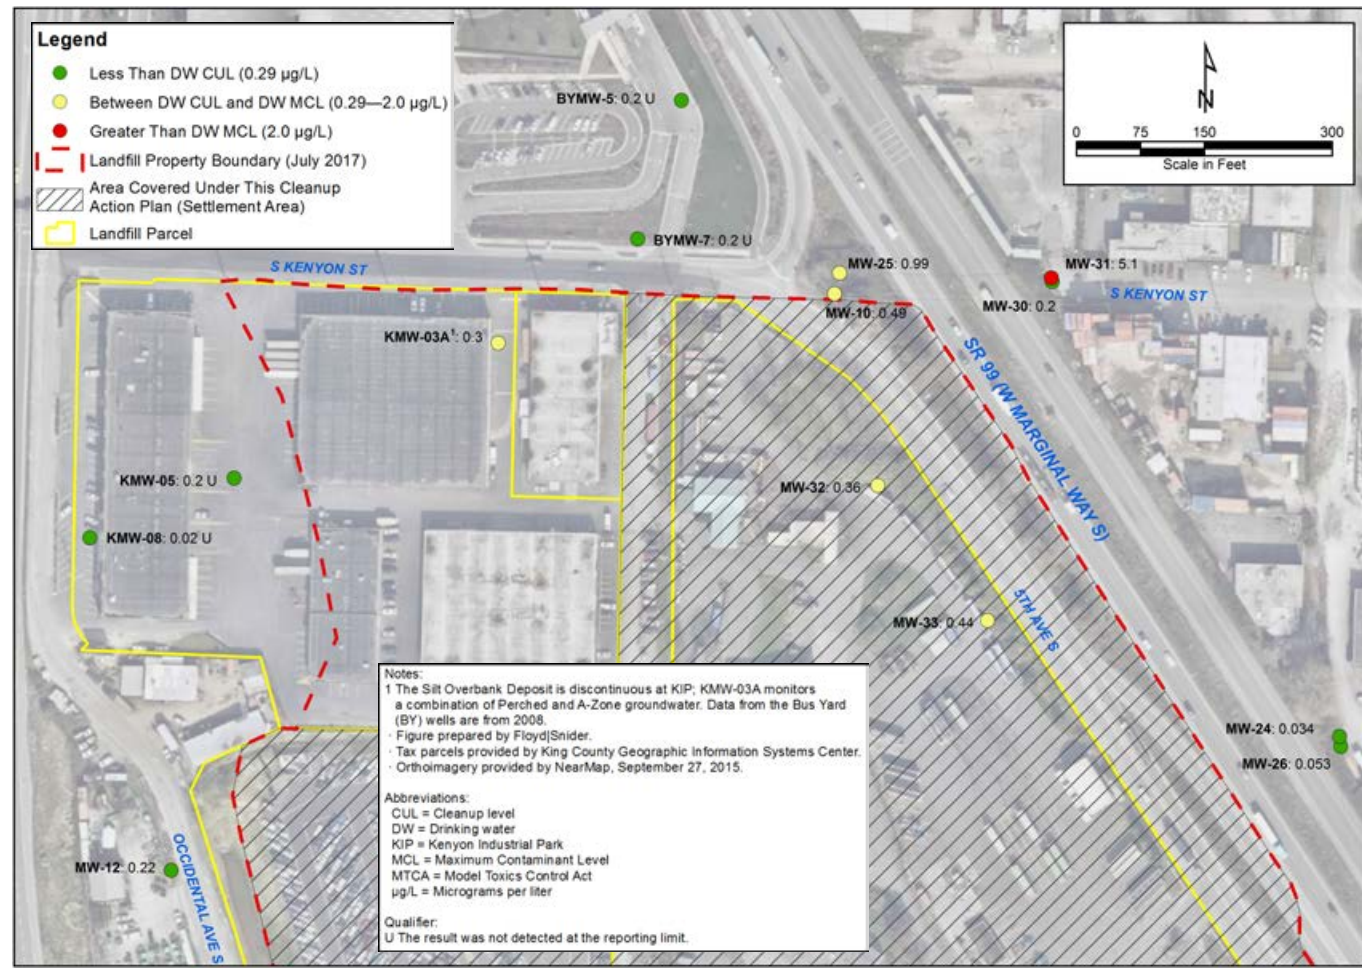 Legend
Less Than DW CUL (0.29 µg/L)
Between DW CUL and DW MCL (0.29—2.0 µg/L)
Greater Than DW MCL (2.0 µg/L)
Landfill Property Boundary (July 2017)
Area Covered Under This Cleanup
Action Plan (Settlement Area)
Landfill Parcel
N
0 75 150 300
Scale in Feet
BYMW-5: 0.2 U
BYMW-7: 0.2 U
S KENYON ST
MW-25: 0.99
MW-10: 0.49
MW-31: 5.1
MW-30: 0.2
S KENYON ST
KMW-03A¹: 0.3
SR 99 (W MARGINAL WAY S)
KMW-05: 0.2 U
MW-32: 0.36
KMW-08: 0.02 U
5TH AVE S
MW-33: 0.44
MW-24: 0.034
MW-26: 0.053
MW-12: 0.22
OCCIDENTAL AVE S
Notes:
1 The Silt Overbank Deposit is discontinuous at KIP; KMW-03A monitors
a combination of Perched and A-Zone groundwater. Data from the Bus Yard
(BY) wells are from 2008.
· Figure prepared by Floyd|Snider.
· Tax parcels provided by King County Geographic Information Systems Center.
· Orthoimagery provided by NearMap, September 27, 2015.
Abbreviations:
CUL = Cleanup level
DW = Drinking water
KIP = Kenyon Industrial Park
MCL = Maximum Contaminant Level
MTCA = Model Toxics Control Act
µg/L = Micrograms per liter
Qualifier:
U The result was not detected at the reporting limit.